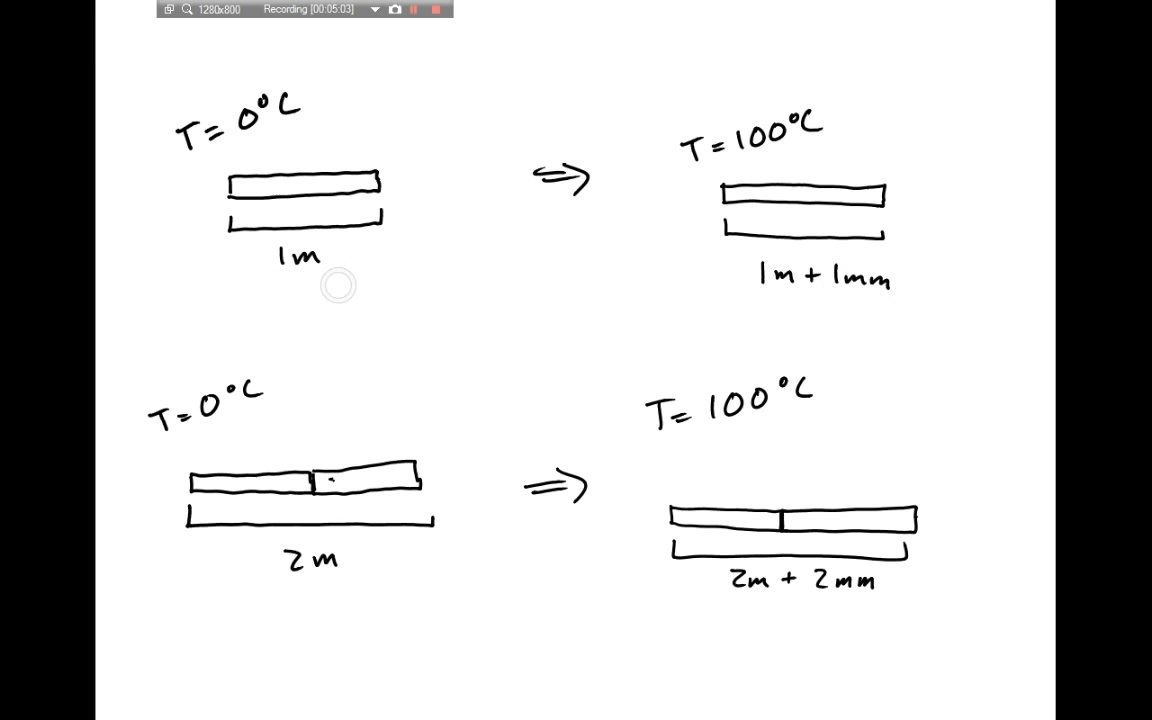 1280x800 Recording [00:05:03]
T = 0°C
T = 100°C
1m
1m + 1mm
T = 0°C
T = 100°C
2m
2m + 2mm